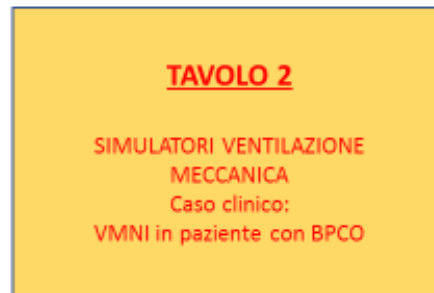 TAVOLO 2
SIMULATORI VENTILAZIONE
MECCANICA
Caso clinico:
VMNI in paziente con BPCO